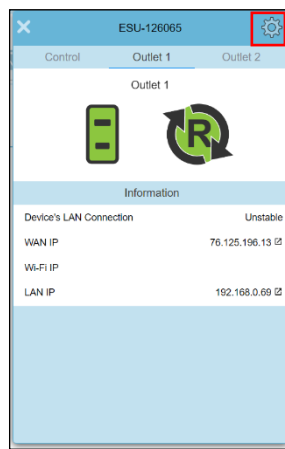 ESU-126065
Control Outlet 1 Outlet 2
Outlet 1
R
Information
Device's LAN Connection Unstable
WAN IP 76.125.196.13
Wi-Fi IP
LAN IP 192.168.0.69